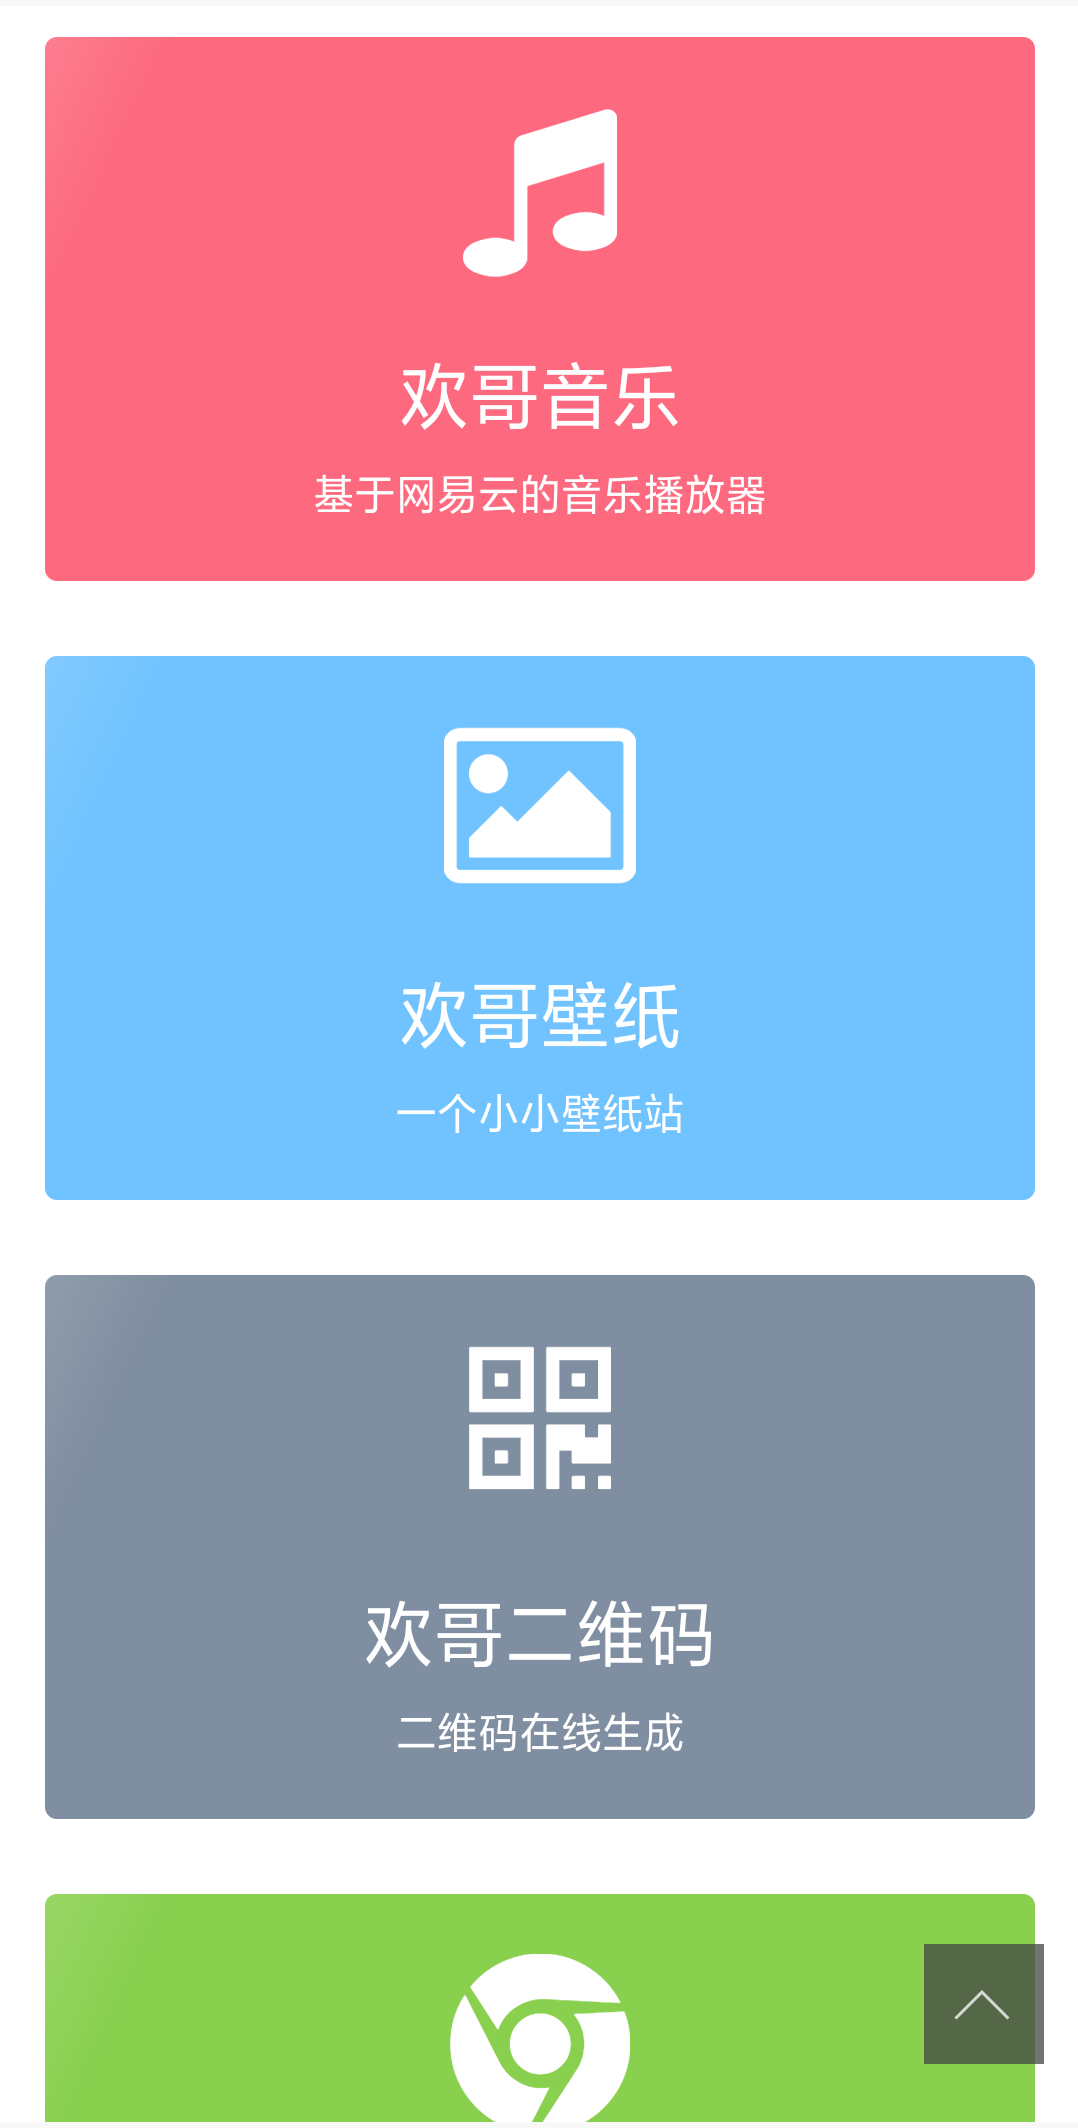 欢哥音乐
基于网易云的音乐播放器
欢哥壁纸
一个小小壁纸站
欢哥二维码
二维码在线生成